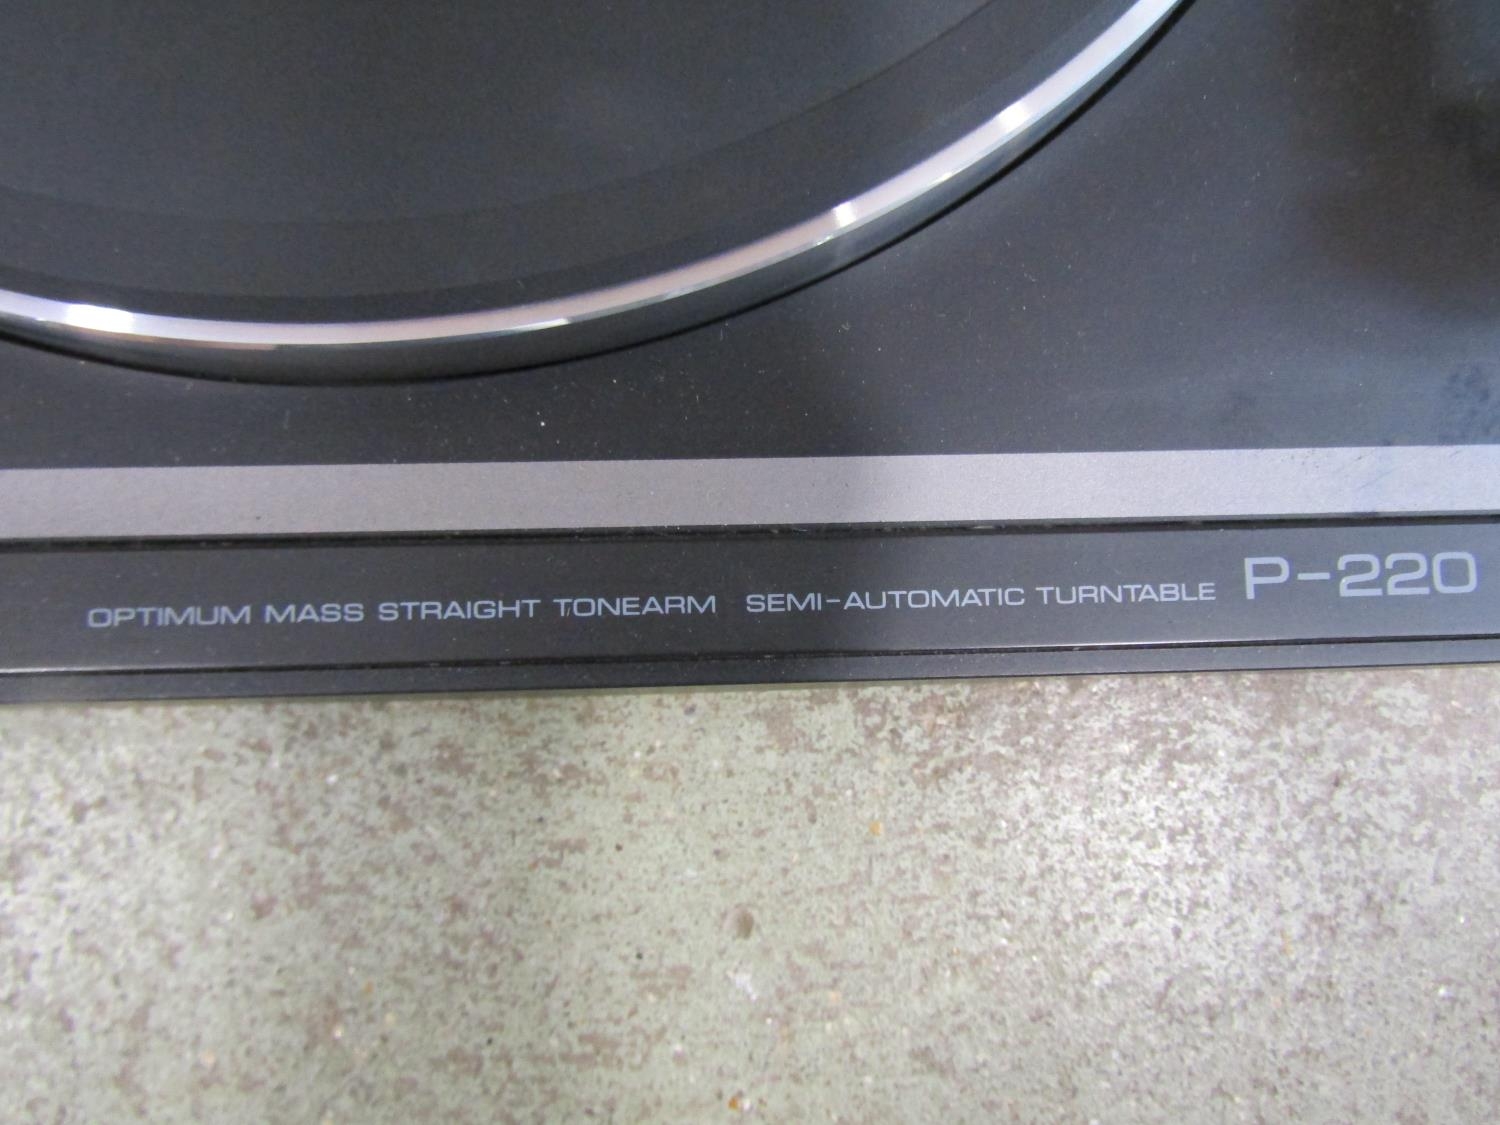 OPTIMUM MASS STRAIGHT TONEARM SEMI-AUTOMATIC TURNTABLE P-220